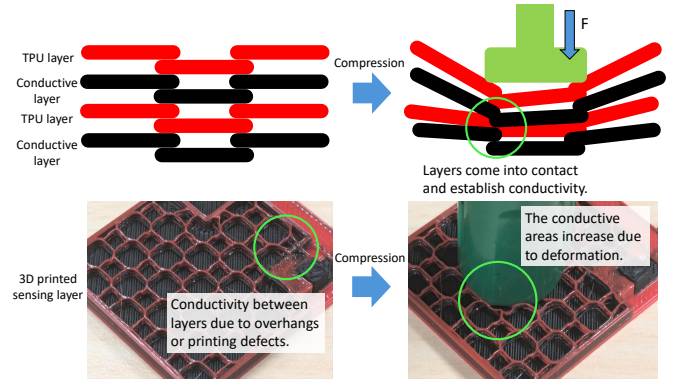 TPU layer
Conductive
layer
TPU layer
Conductive
layer
Compression
F
Layers come into contact
and establish conductivity.
3D printed
sensing layer
Conductivity between
layers due to overhangs
or printing defects.
Compression
The conductive
areas increase due
to deformation.